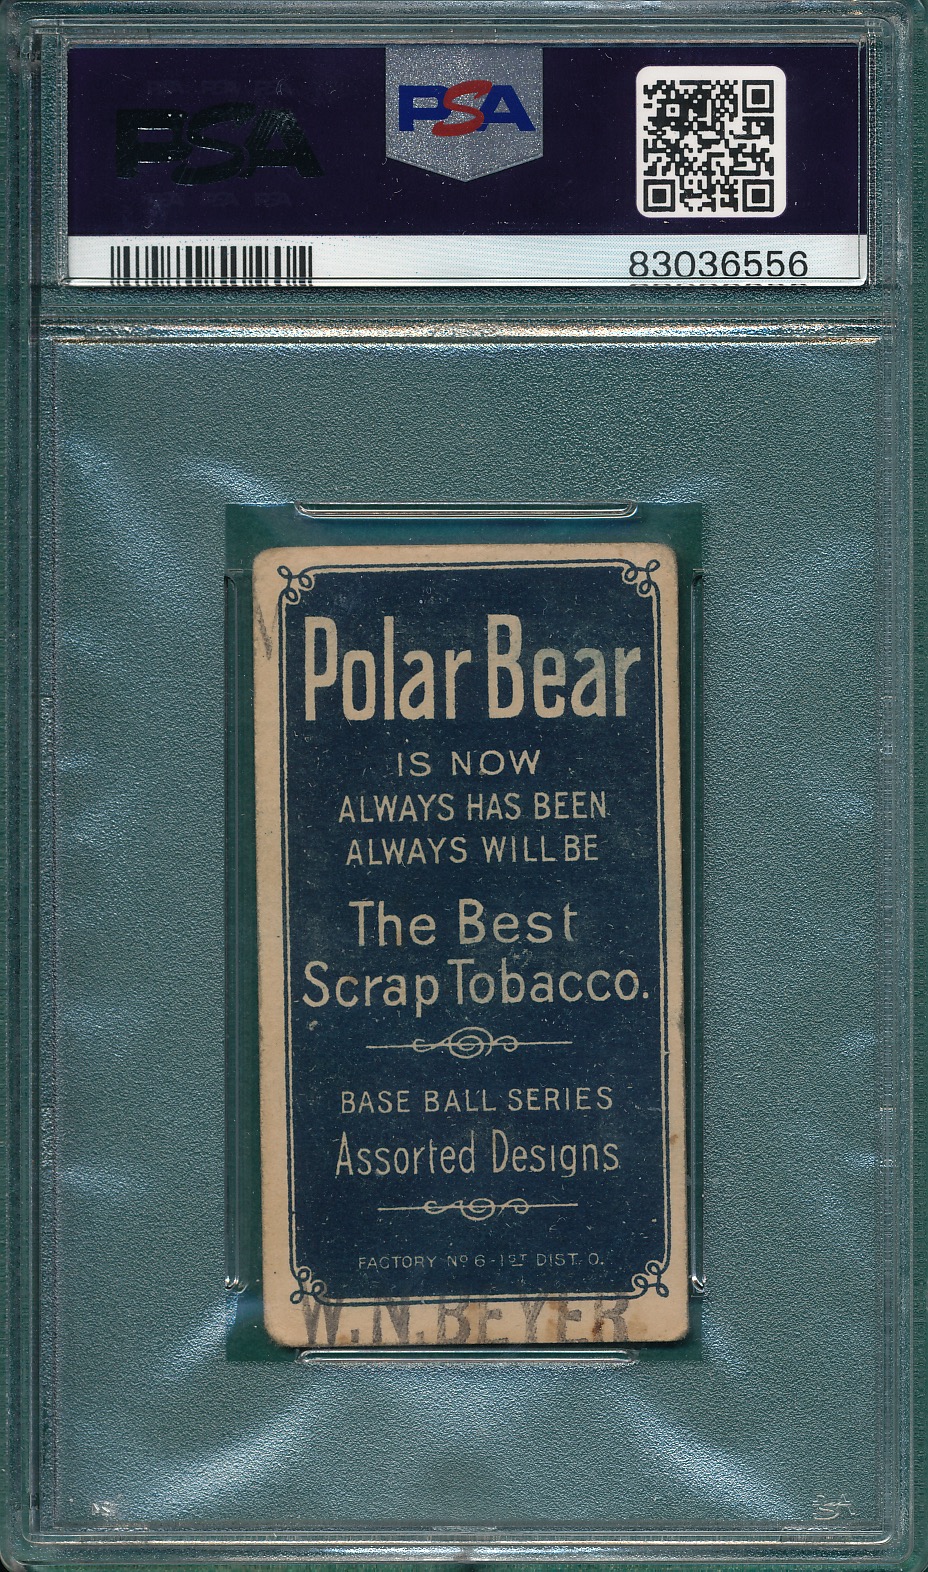 PSA
PSA
83036556
Polar Bear
IS NOW
ALWAYS HAS BEEN
ALWAYS WILL BE
The Best
Scrap Tobacco.
BASE BALL SERIES
Assorted Designs
FACTORY No 6 - 1ST DIST. O.
W.N.BEYER